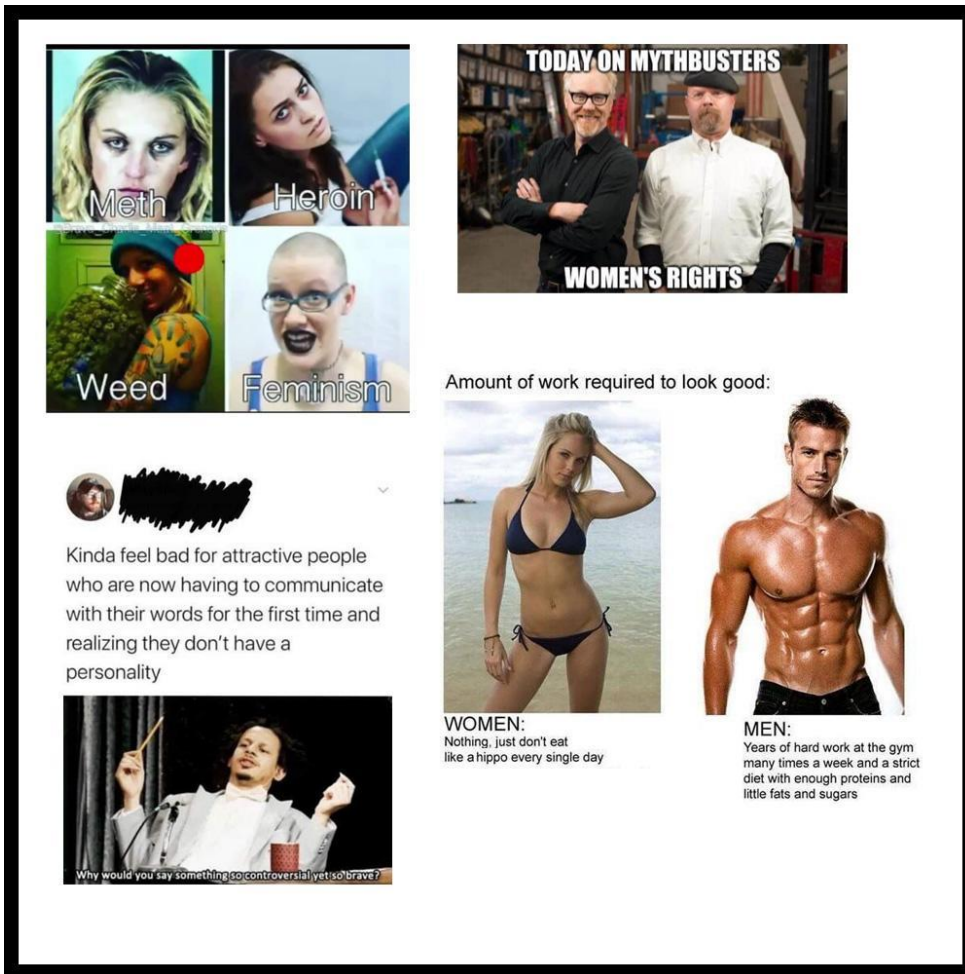 Meth
Heroin
Weed
Feminism
TODAY ON MYTHBUSTERS
WOMEN'S RIGHTS
Kinda feel bad for attractive people
who are now having to communicate
with their words for the first time and
realizing they don't have a
personality
Why would you say something so controversial yet so brave?
Amount of work required to look good:
WOMEN:
Nothing, just don't eat
like a hippo every single day
MEN:
Years of hard work at the gym
many times a week and a strict
diet with enough proteins and
little fats and sugars